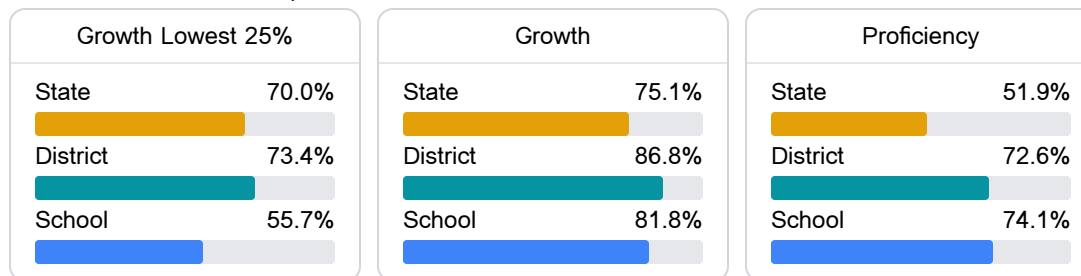 Growth Lowest 25%
State 70.0%
District 73.4%
School 55.7%
Growth
State 75.1%
District 86.8%
School 81.8%
Proficiency
State 51.9%
District 72.6%
School 74.1%